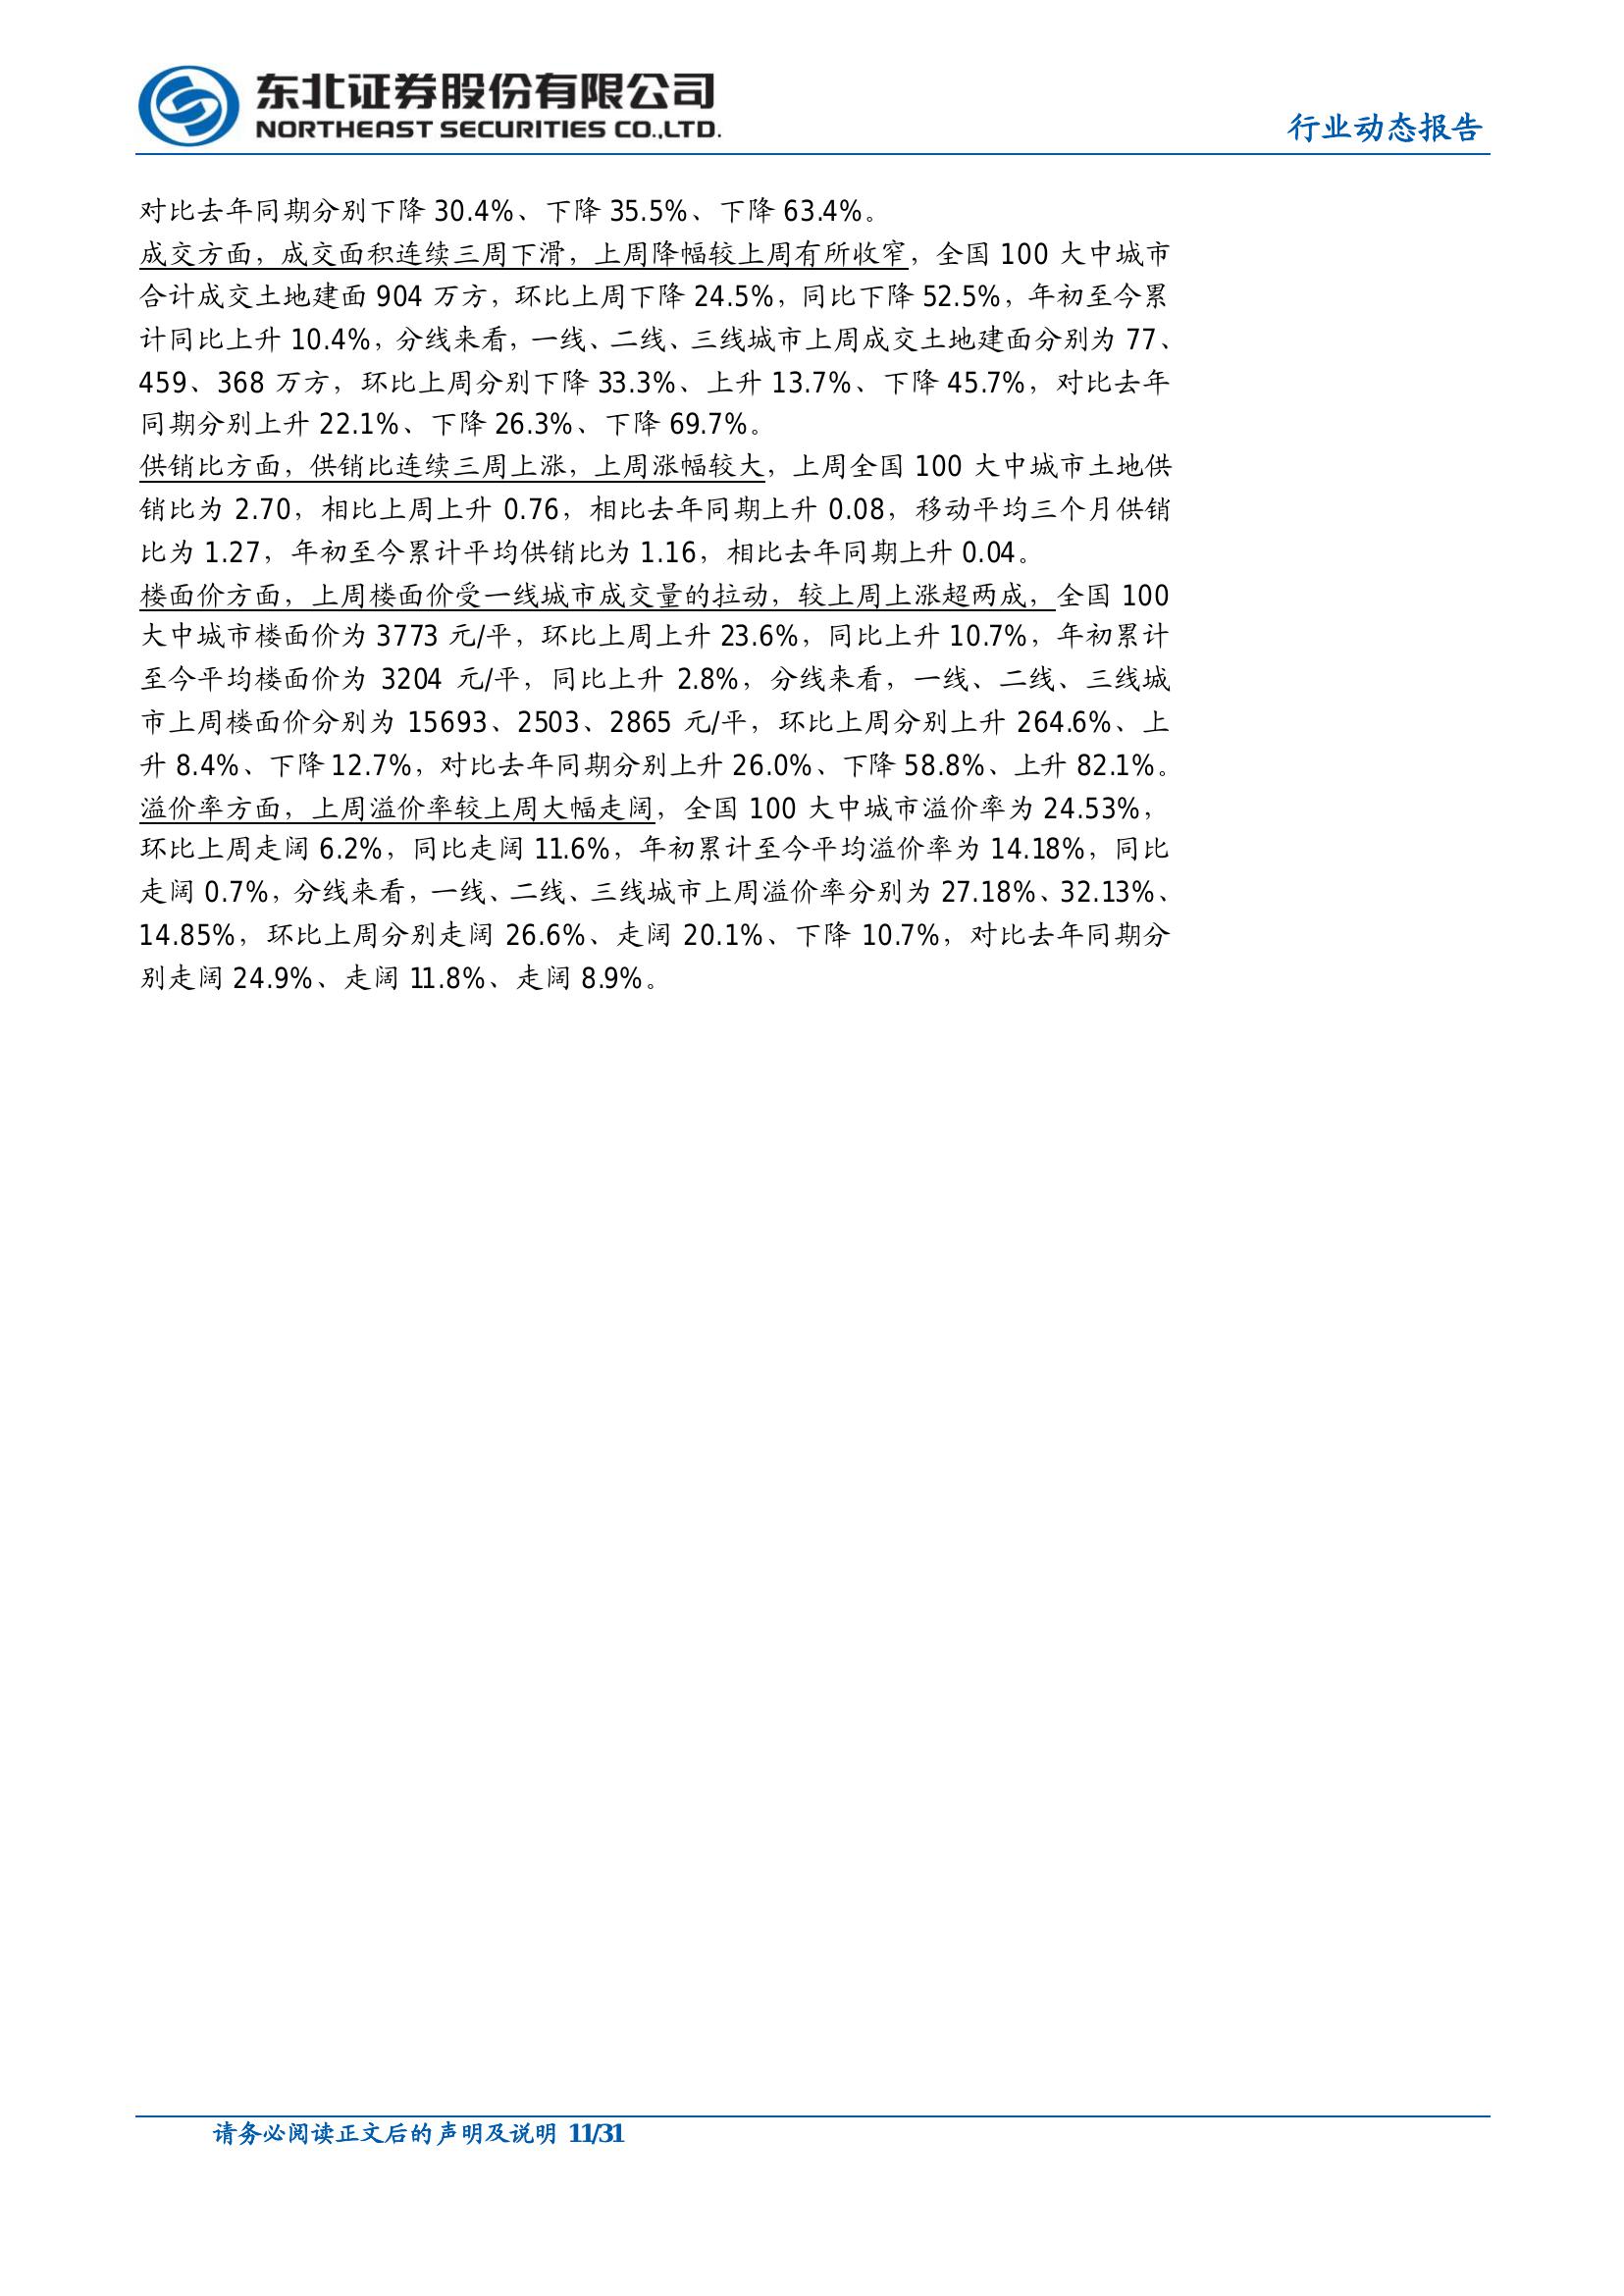 东北证券股份有限公司
NORTHEAST SECURITIES CO.,LTD.
行业动态报告
对比去年同期分别下降 30.4%、下降 35.5%、下降 63.4%。
成交方面，成交面积连续三周下滑，上周降幅较上周有所收窄，全国 100 大中城市
合计成交土地建面 904 万方，环比上周下降 24.5%，同比下降 52.5%，年初至今累
计同比上升 10.4%，分线来看，一线、二线、三线城市上周成交土地建面分别为 77、
459、368 万方，环比上周分别下降 33.3%、上升 13.7%、下降 45.7%，对比去年
同期分别上升 22.1%、下降 26.3%、下降 69.7%。
供销比方面，供销比连续三周上涨，上周涨幅较大，上周全国 100 大中城市土地供
销比为 2.70，相比上周上升 0.76，相比去年同期上升 0.08，移动平均三个月供销
比为 1.27，年初至今累计平均供销比为 1.16，相比去年同期上升 0.04。
楼面价方面，上周楼面价受一线城市成交量的拉动，较上周上涨超两成，全国 100
大中城市楼面价为 3773 元/平，环比上周上升 23.6%，同比上升 10.7%，年初累计
至今平均楼面价为 3204 元/平，同比上升 2.8%，分线来看，一线、二线、三线城
市上周楼面价分别为 15693、2503、2865 元/平，环比上周分别上升 264.6%、上
升 8.4%、下降 12.7%，对比去年同期分别上升 26.0%、下降 58.8%、上升 82.1%。
溢价率方面，上周溢价率较上周大幅走阔，全国 100 大中城市溢价率为 24.53%，
环比上周走阔 6.2%，同比走阔 11.6%，年初累计至今平均溢价率为 14.18%，同比
走阔 0.7%，分线来看，一线、二线、三线城市上周溢价率分别为 27.18%、32.13%、
14.85%，环比上周分别走阔 26.6%、走阔 20.1%、下降 10.7%，对比去年同期分
别走阔 24.9%、走阔 11.8%、走阔 8.9%。
请务必阅读正文后的声明及说明 11/31